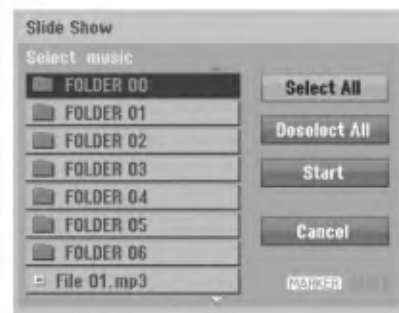 Slide Show
Select music
FOLDER 00
FOLDER 01
FOLDER 02
FOLDER 03
FOLDER 04
FOLDER 05
FOLDER 06
File 01.mp3
Select All
Deselect All
Start
Cancel
MARKER